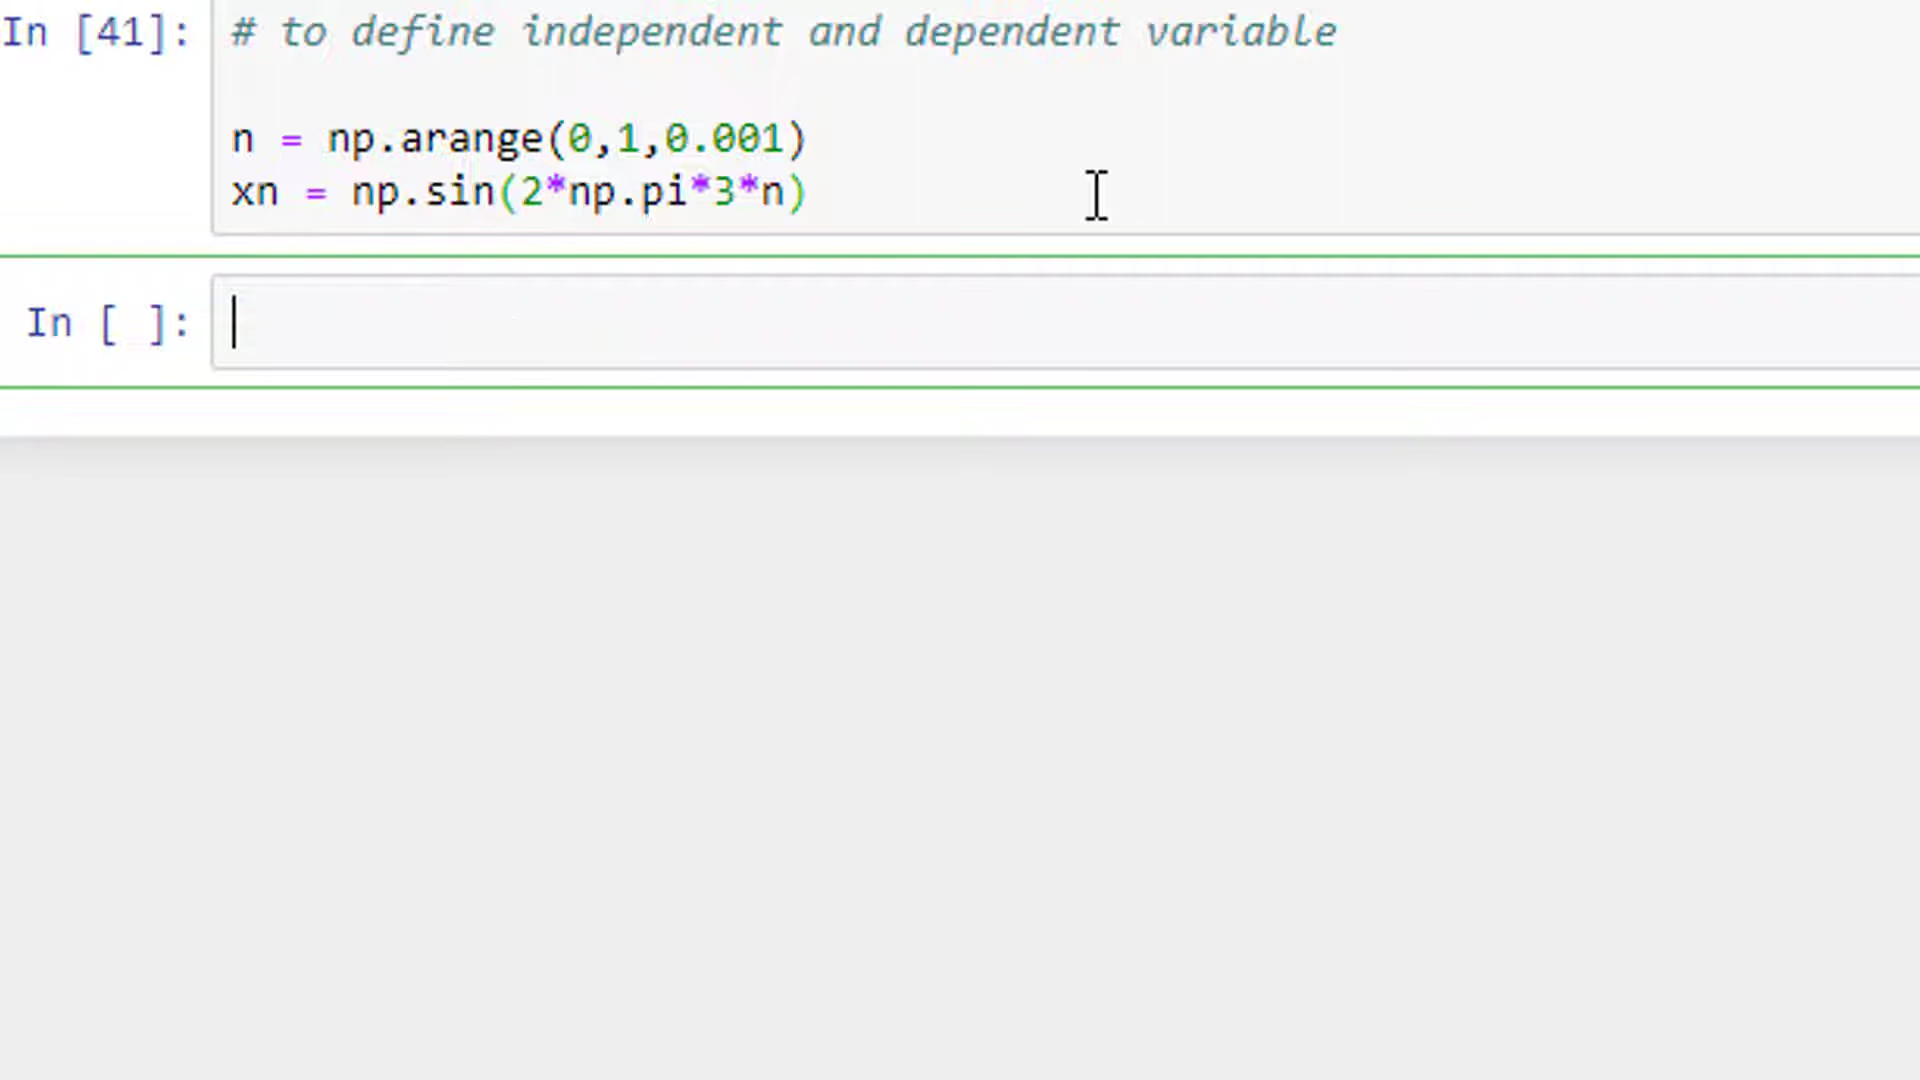 In [41]: # to define independent and dependent variable
n = np.arange(0,1,0.001)
xn = np.sin(2*np.pi*3*n)
In [ ]: